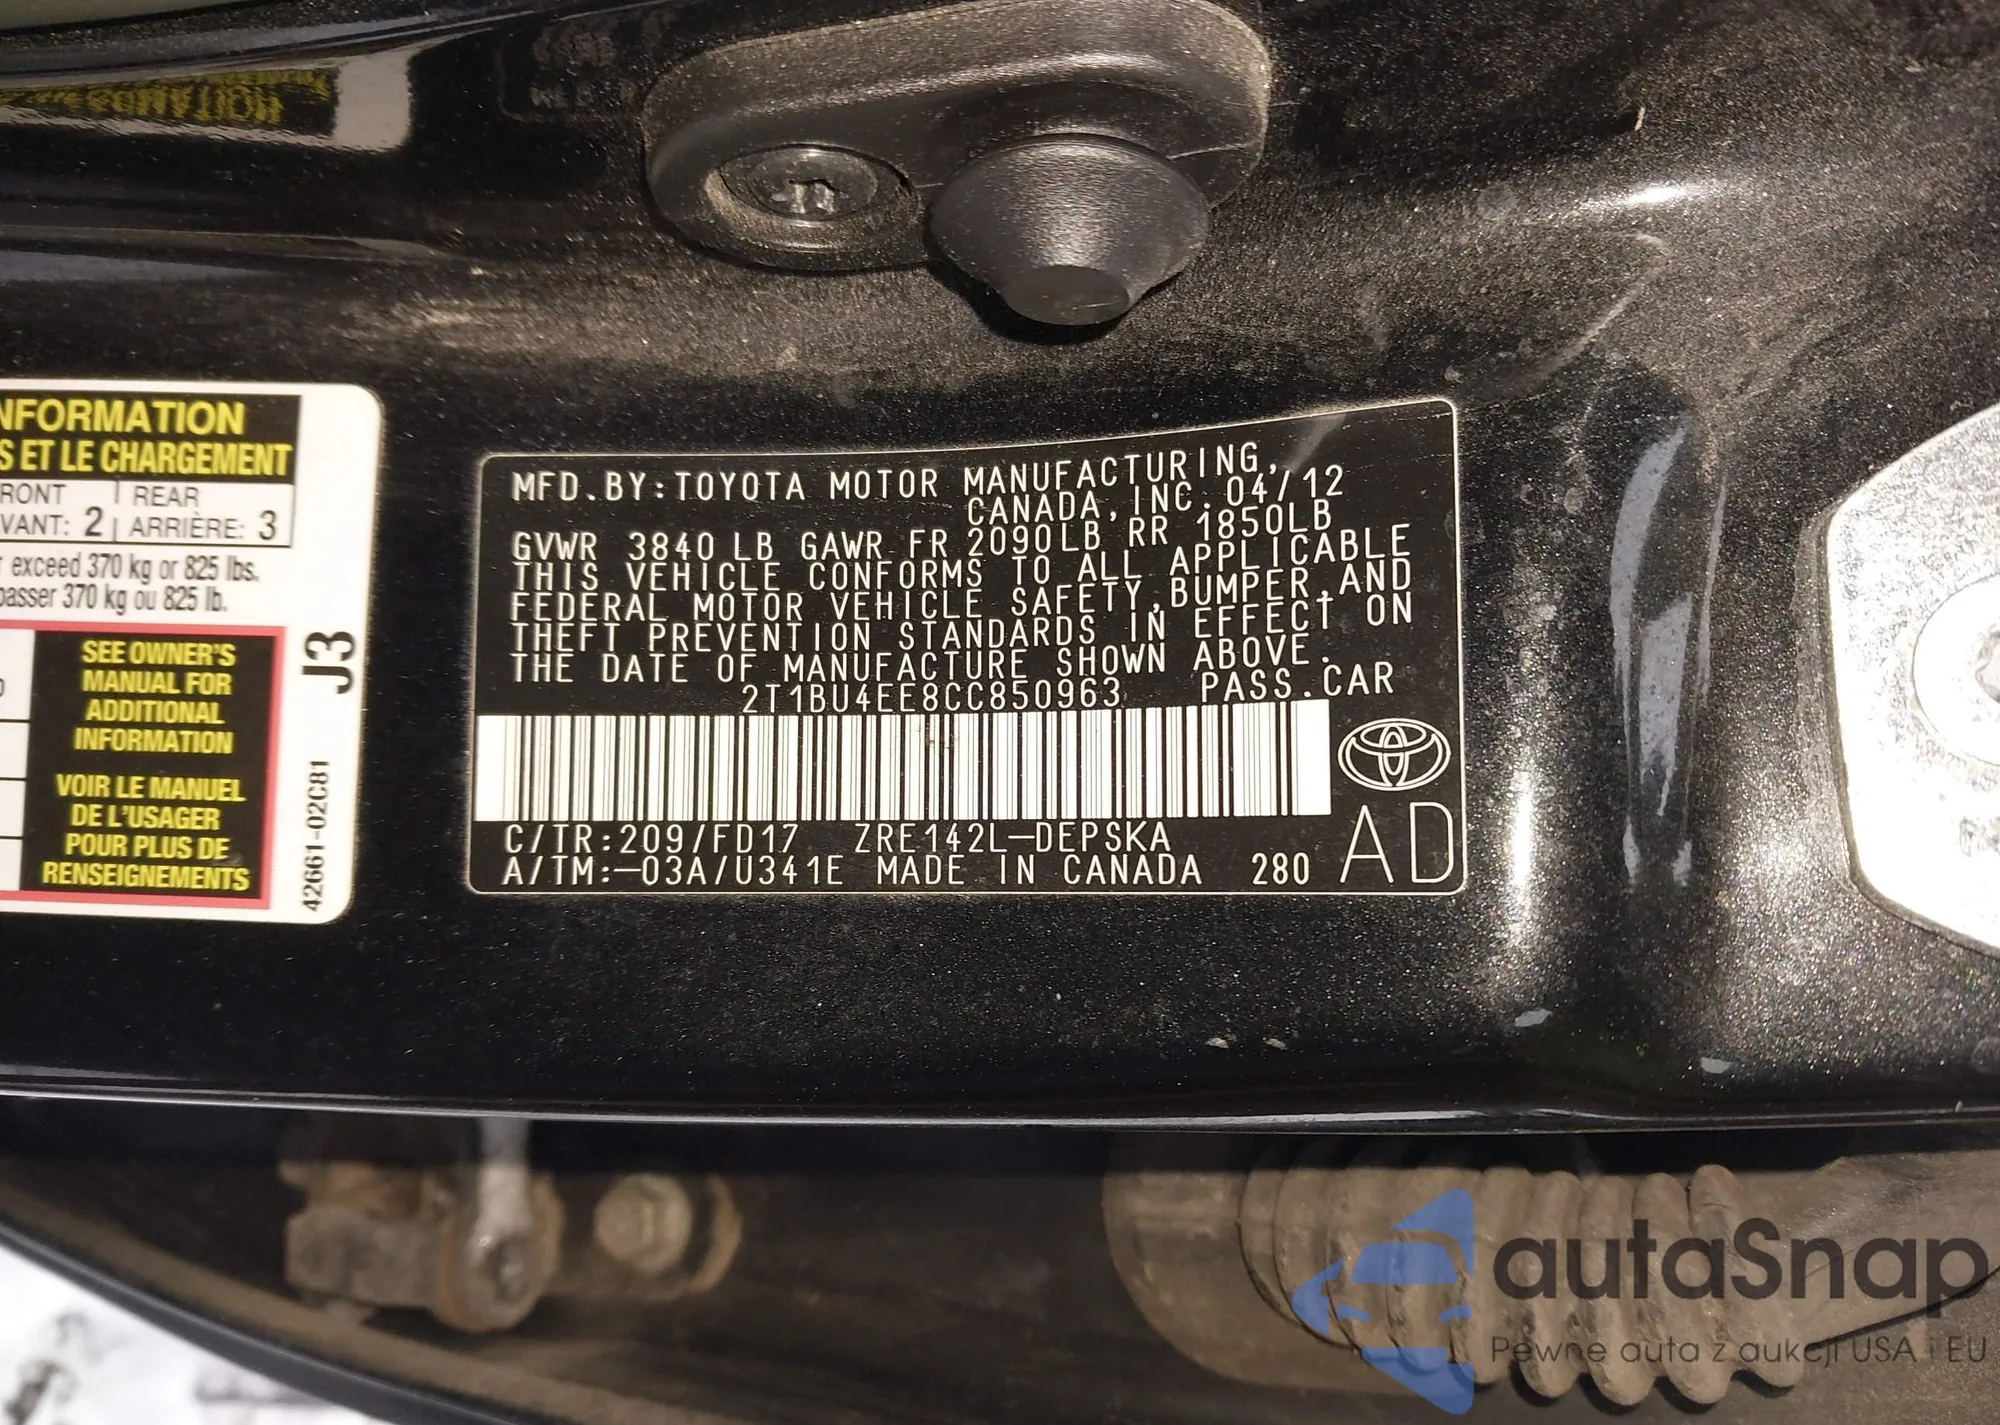 NFORMATION
S ET LE CHARGEMENT
RONT REAR
VANT: 2 ARRIÈRE: 3
exceed 370 kg or 825 lbs.
passer 370 kg ou 825 lb.
SEE OWNER'S
MANUAL FOR
ADDITIONAL
INFORMATION
VOIR LE MANUEL
DE L'USAGER
POUR PLUS DE
RENSEIGNEMENTS
J3
42661-02C81
MFD.BY:TOYOTA MOTOR MANUFACTURING,
CANADA,INC.04/12
GVWR 3840LB GAWR FR 2090LB RR 1850LB
THIS VEHICLE CONFORMS TO ALL APPLICABLE
FEDERAL MOTOR VEHICLE SAFETY,BUMPER,AND
THEFT PREVENTION STANDARDS IN EFFECT ON
THE DATE OF MANUFACTURE SHOWN ABOVE.
2T1BU4EE8CC850963 PASS.CAR
C/TR:209/FD17 ZRE142L-DEPSKA
A/TM:-03A/U341E MADE IN CANADA 280
AD
autaSnap
Pewne auta z aukcji USA i EU